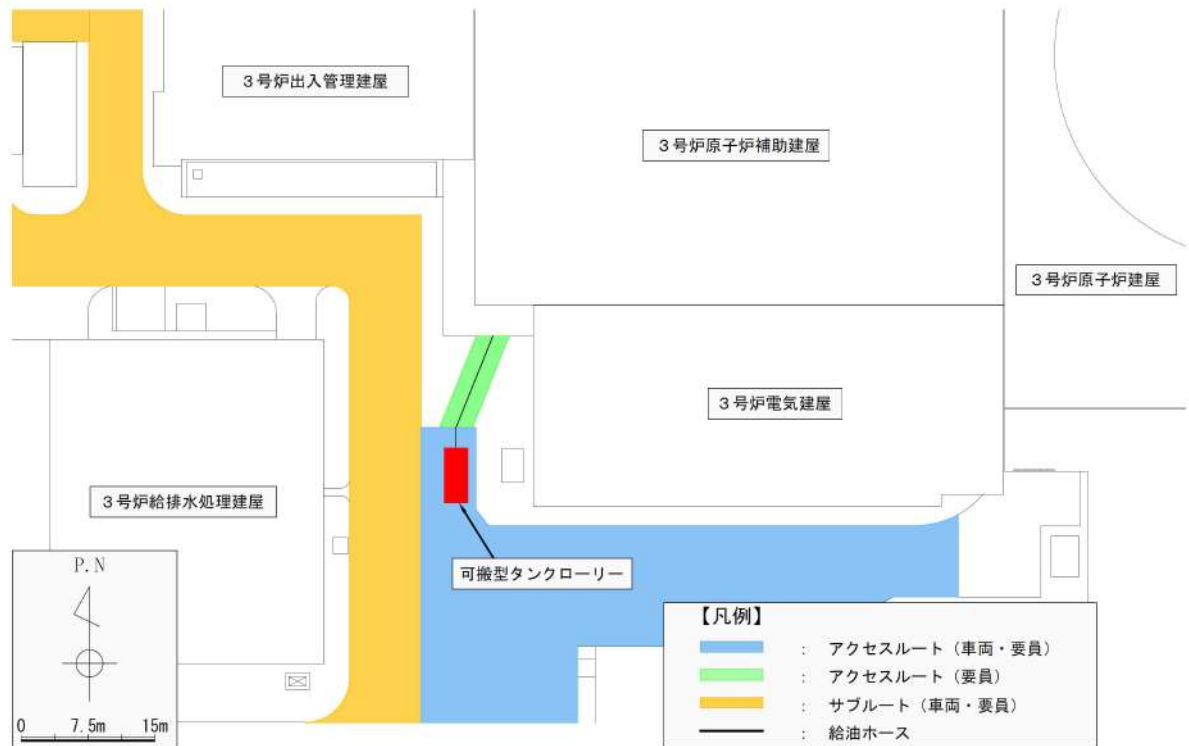 3号炉出入管理建屋
3号炉原子炉補助建屋
3号炉原子炉建屋
3号炉電気建屋
3号炉給排水処理建屋
可搬型タンクローリー
P.N
0 7.5m 15m
【凡例】
: アクセスルート(車両・要員)
: アクセスルート(要員)
: サブルート(車両・要員)
: 給油ホース